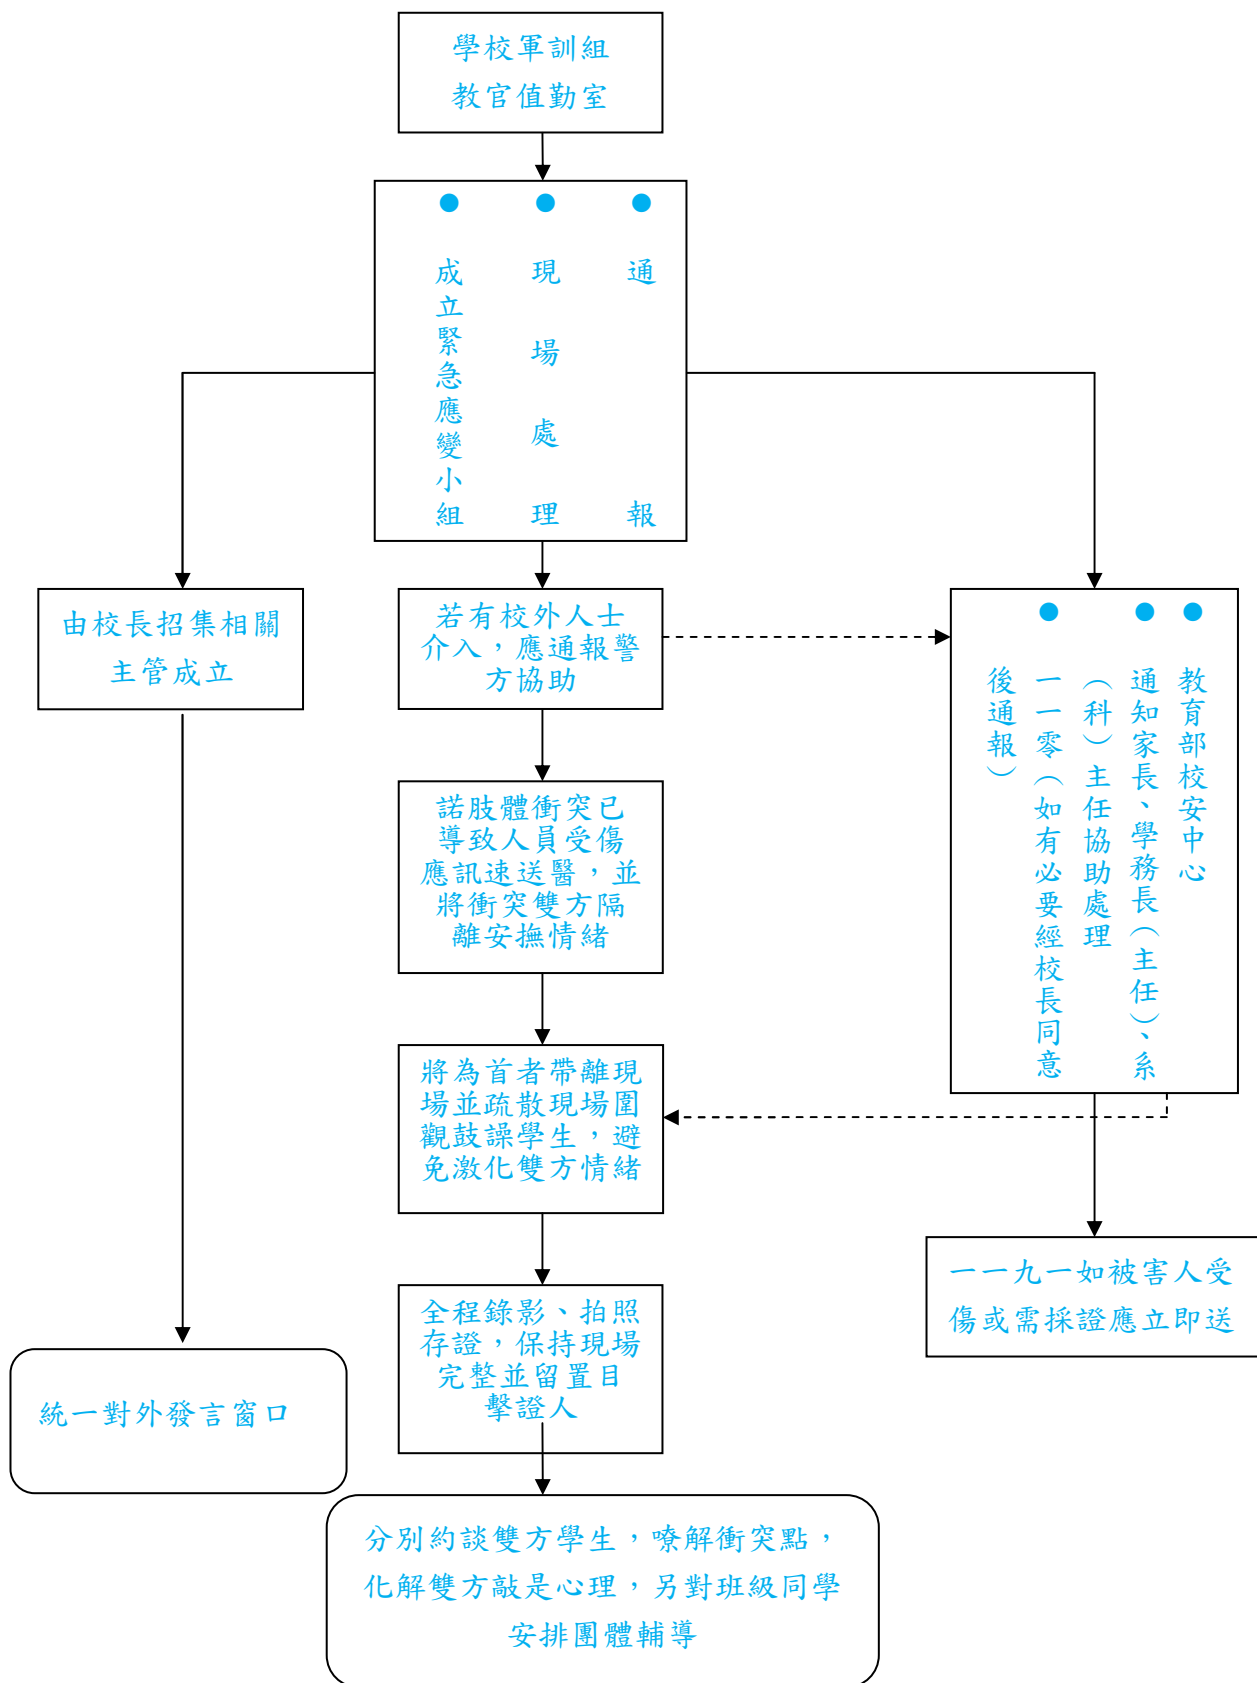 學校軍訓組
教官值勤室
● 通報
● 現場處理
● 成立緊急應變小組
由校長招集相關
主管成立
若有校外人士
介入，應通報警
方協助
● 教育部校安中心
● 通知家長、學務長（主任）、系
（科）主任協助處理
● 一一零（如有必要經校長同意
後通報）
諾肢體衝突已
導致人員受傷
應訊速送醫，並
將衝突雙方隔
離安撫情緒
將為首者帶離現
場並疏散現場圍
觀鼓譟學生，避
免激化雙方情緒
一一九一如被害人受
傷或需採證應立即送
全程錄影、拍照
存證，保持現場
完整並留置目
擊證人
統一對外發言窗口
分別約談雙方學生，嘹解衝突點，
化解雙方敲是心理，另對班級同學
安排團體輔導